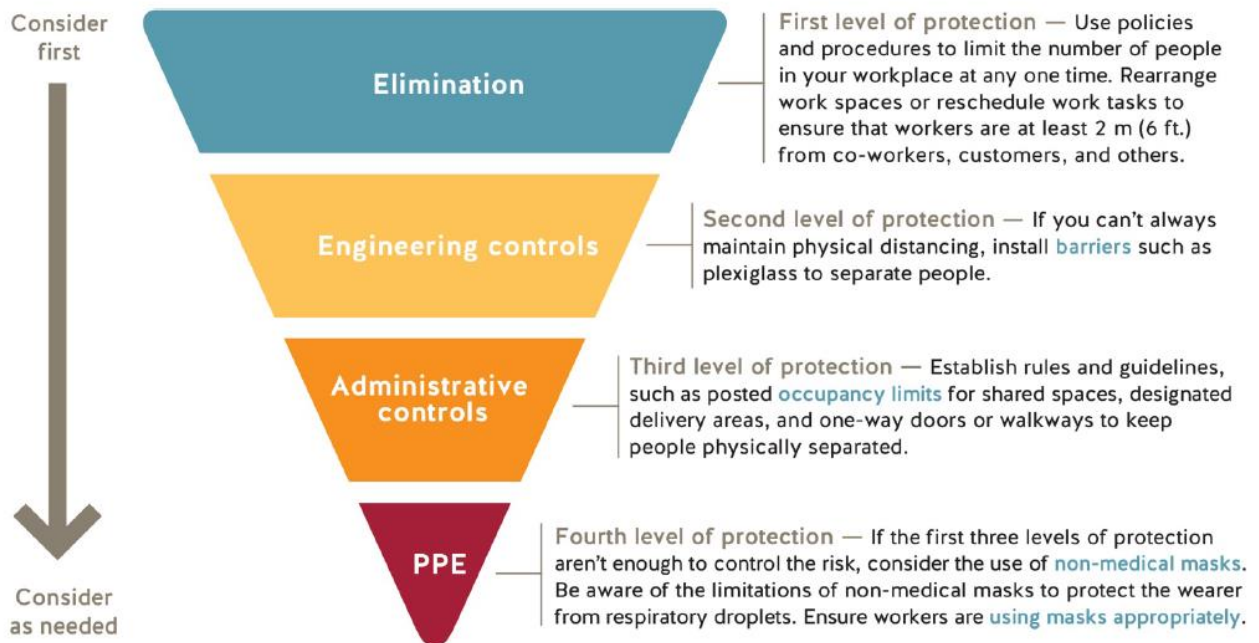 Consider
first
Elimination
First level of protection — Use policies
and procedures to limit the number of people
in your workplace at any one time. Rearrange
work spaces or reschedule work tasks to
ensure that workers are at least 2 m (6 ft.)
from co-workers, customers, and others.
Engineering controls
Second level of protection — If you can't always
maintain physical distancing, install barriers such as
plexiglass to separate people.
Administrative
controls
Third level of protection — Establish rules and guidelines,
such as posted occupancy limits for shared spaces, designated
delivery areas, and one-way doors or walkways to keep
people physically separated.
PPE
Fourth level of protection — If the first three levels of protection
aren't enough to control the risk, consider the use of non-medical masks.
Be aware of the limitations of non-medical masks to protect the wearer
from respiratory droplets. Ensure workers are using masks appropriately.
Consider
as needed